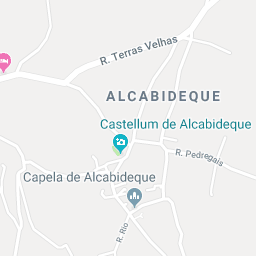 R. Terras Velhas
ALCABIDEQUE
Castellum de Alcabideque
R. Pedregais
Capela de Alcabideque
R. Rio